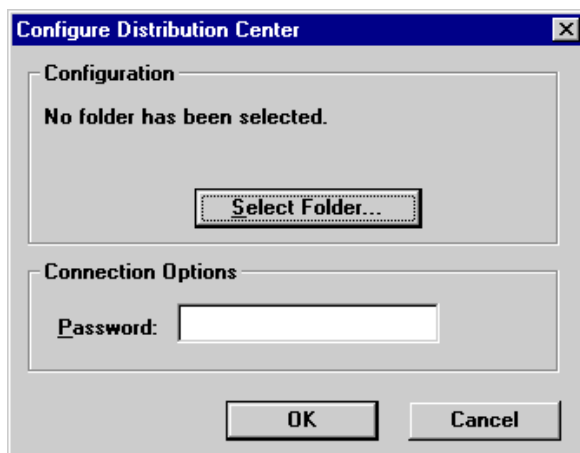 Configure Distribution Center
Configuration
No folder has been selected.
Select Folder...
Connection Options
Password:
OK Cancel